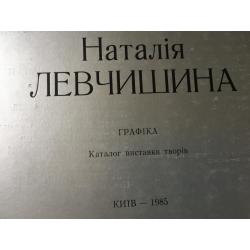 Наталія
ЛЕВЧИШИНА
ГРАФІКА
Каталог виставки творів
КИЇВ — 1985